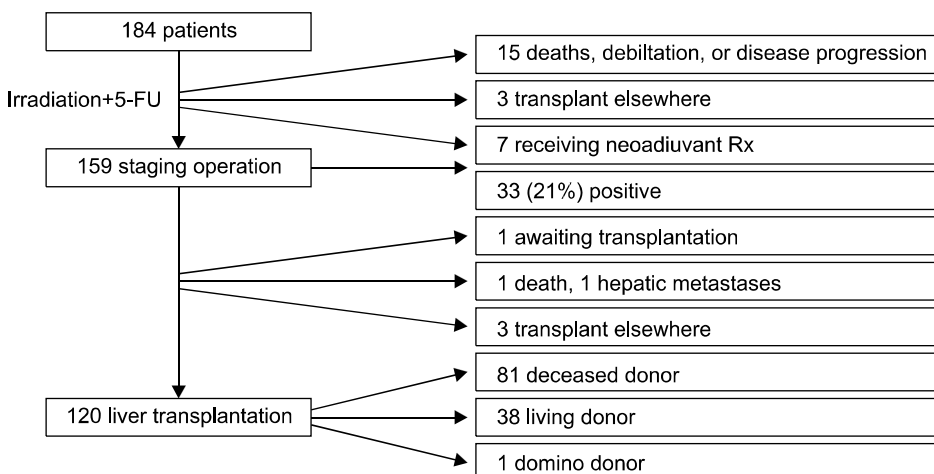 184 patients
15 deaths, debiltation, or disease progression
Irradiation+5-FU
3 transplant elsewhere
7 receiving neoadiuvant Rx
159 staging operation
33 (21%) positive
1 awaiting transplantation
1 death, 1 hepatic metastases
3 transplant elsewhere
81 deceased donor
120 liver transplantation
38 living donor
1 domino donor